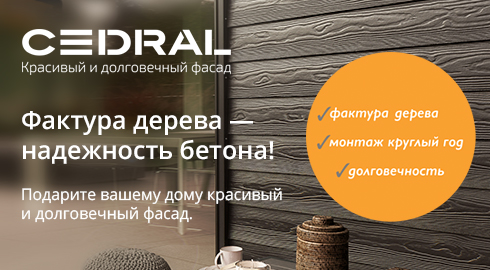 CEDRAL
Красивый и долговечный фасад
Фактура дерева —
надежность бетона!
Подарите вашему дому красивый
и долговечный фасад.
фактура дерева
монтаж круглый год
долговечность